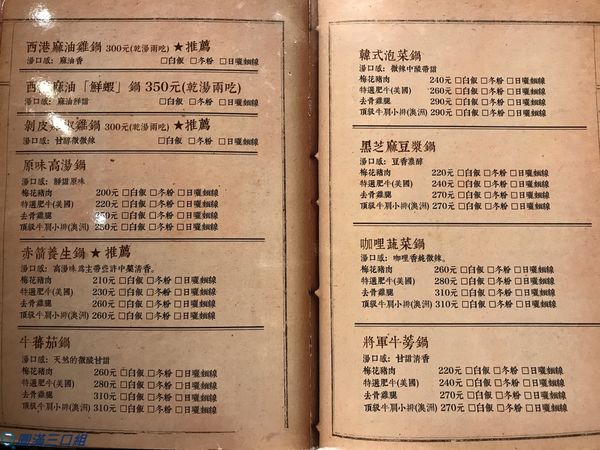 西港麻油雞鍋 300元(乾湯兩吃) ★推薦
湯口感: 麻油香 □白飯 □冬粉 □日曬麵線
西港麻油「鮮蝦」鍋 350元(乾湯兩吃)
湯口感: 麻油鮮甜 □白飯 □冬粉 □日曬麵線
剝皮辣椒雞鍋 300元(乾湯兩吃) ★推薦
湯口感: 甘醇微微辣 □白飯 □冬粉 □日曬麵線
原味高湯鍋
湯口感: 鮮甜原味
梅花豬肉 200元 □白飯 □冬粉 □日曬麵線
特選肥牛(美國) 220元 □白飯 □冬粉 □日曬麵線
去骨雞腿 250元 □白飯 □冬粉 □日曬麵線
頂級牛肩小排(澳洲) 250元 □白飯 □冬粉 □日曬麵線
赤箭養生鍋 ★推薦
湯口感: 高湯味為主帶些許中藥清香。
梅花豬肉 210元 □白飯 □冬粉 □日曬麵線
特選肥牛(美國) 230元 □白飯 □冬粉 □日曬麵線
去骨雞腿 260元 □白飯 □冬粉 □日曬麵線
頂級牛肩小排(澳洲) 260元 □白飯 □冬粉 □日曬麵線
牛蕃茄鍋
湯口感: 天然的微酸甘甜
梅花豬肉 260元 □白飯 □冬粉 □日曬麵線
特選肥牛(美國) 280元 □白飯 □冬粉 □日曬麵線
去骨雞腿 310元 □白飯 □冬粉 □日曬麵線
頂級牛肩小排(澳洲) 310元 □白飯 □冬粉 □日曬麵線
韓式泡菜鍋
湯口感: 微辣中酸帶甜
梅花豬肉 240元 □白飯 □冬粉 □日曬麵線
特選肥牛(美國) 260元 □白飯 □冬粉 □日曬麵線
去骨雞腿 290元 □白飯 □冬粉 □日曬麵線
頂級牛肩小排(澳洲) 290元 □白飯 □冬粉 □日曬麵線
黑芝麻豆漿鍋
湯口感: 豆香濃醇
梅花豬肉 220元 □白飯 □冬粉 □日曬麵線
特選肥牛(美國) 240元 □白飯 □冬粉 □日曬麵線
去骨雞腿 270元 □白飯 □冬粉 □日曬麵線
頂級牛肩小排(澳洲) 270元 □白飯 □冬粉 □日曬麵線
咖哩蔬菜鍋
湯口感: 咖哩香純微辣。
梅花豬肉 260元 □白飯 □冬粉 □日曬麵線
特選肥牛(美國) 280元 □白飯 □冬粉 □日曬麵線
去骨雞腿 310元 □白飯 □冬粉 □日曬麵線
頂級牛肩小排(澳洲) 310元 □白飯 □冬粉 □日曬麵線
將軍牛蒡鍋
湯口感: 甘甜清香
梅花豬肉 220元 □白飯 □冬粉 □日曬麵線
特選肥牛(美國) 240元 □白飯 □冬粉 □日曬麵線
去骨雞腿 270元 □白飯 □冬粉 □日曬麵線
頂級牛肩小排(澳洲) 270元 □白飯 □冬粉 □日曬麵線
圓滿三口組